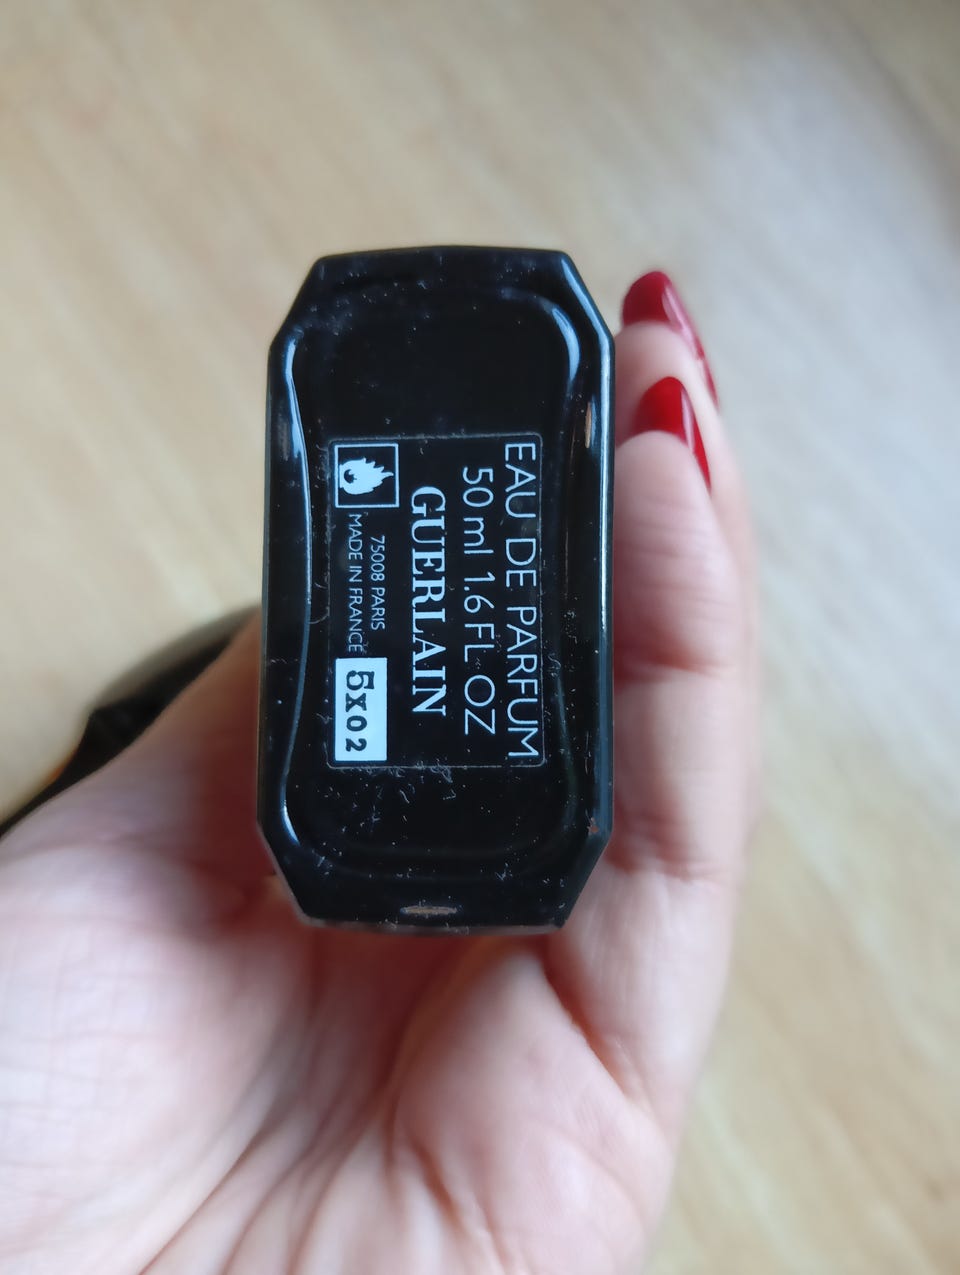 EAU DE PARFUM
50 ml 1.6 FL OZ
GUERLAIN
75008 PARIS
MADE IN FRANCE
5X02